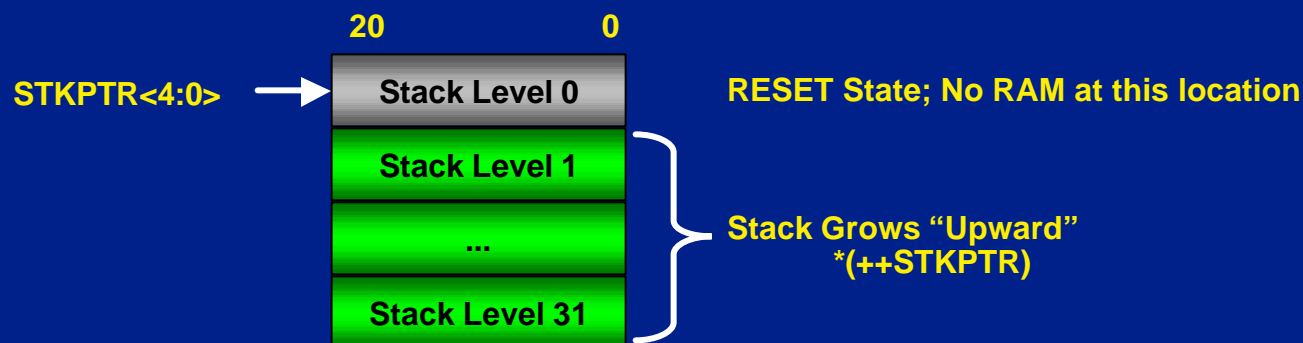 20 0
STKPTR<4:0>
Stack Level 0
RESET State; No RAM at this location
Stack Level 1
...
Stack Level 31
Stack Grows “Upward”
*(++STKPTR)